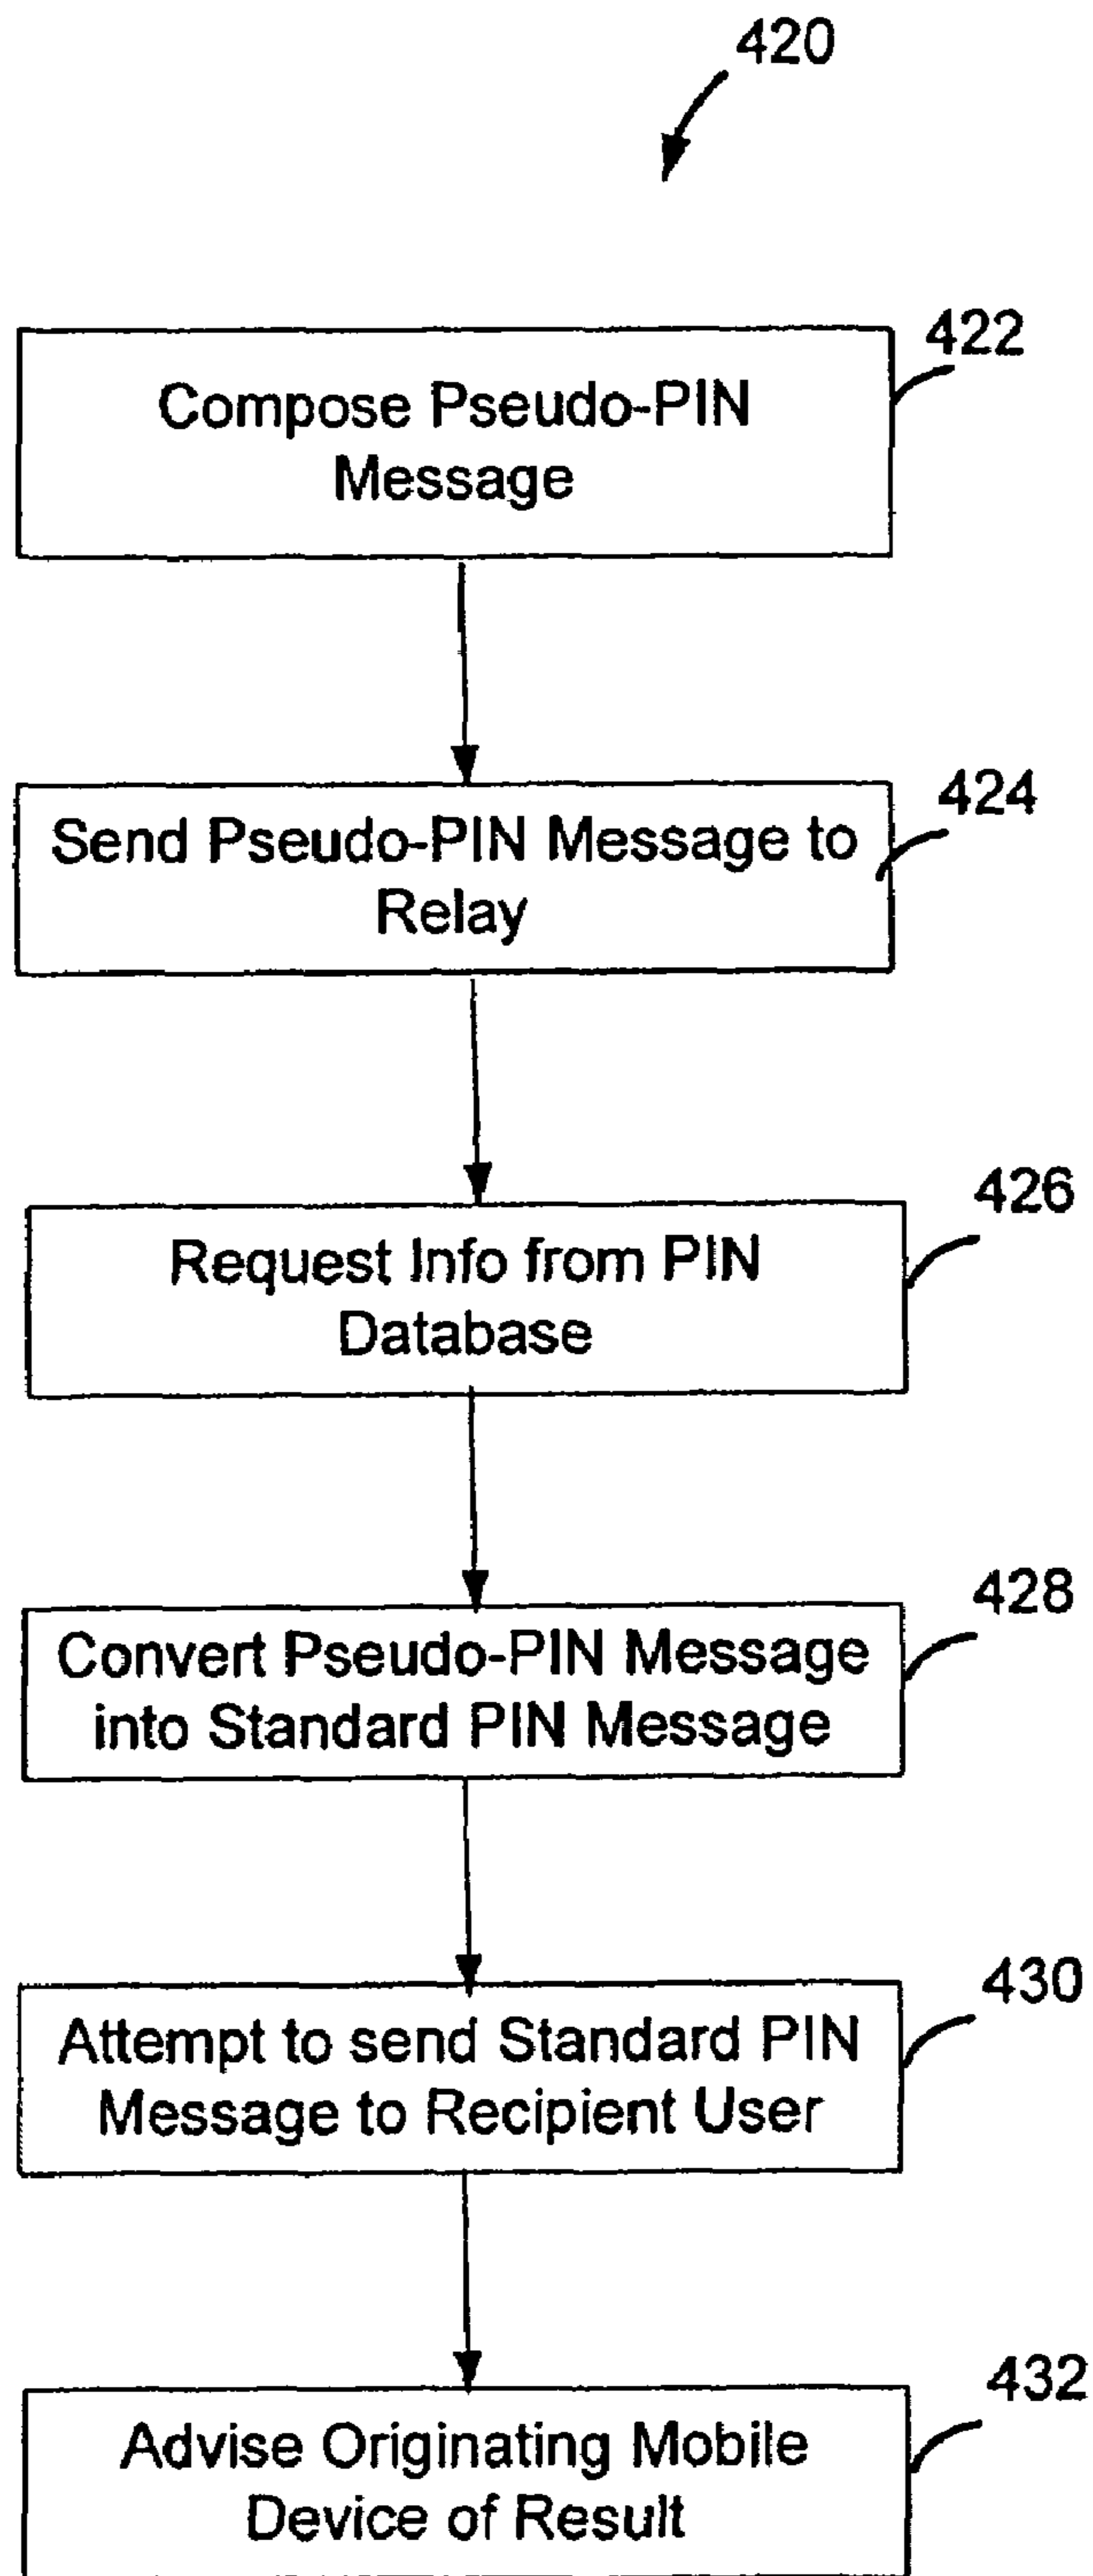 420
422
Compose Pseudo-PIN
Message
424
Send Pseudo-PIN Message to
Relay
426
Request Info from PIN
Database
428
Convert Pseudo-PIN Message
into Standard PIN Message
430
Attempt to send Standard PIN
Message to Recipient User
432
Advise Originating Mobile
Device of Result